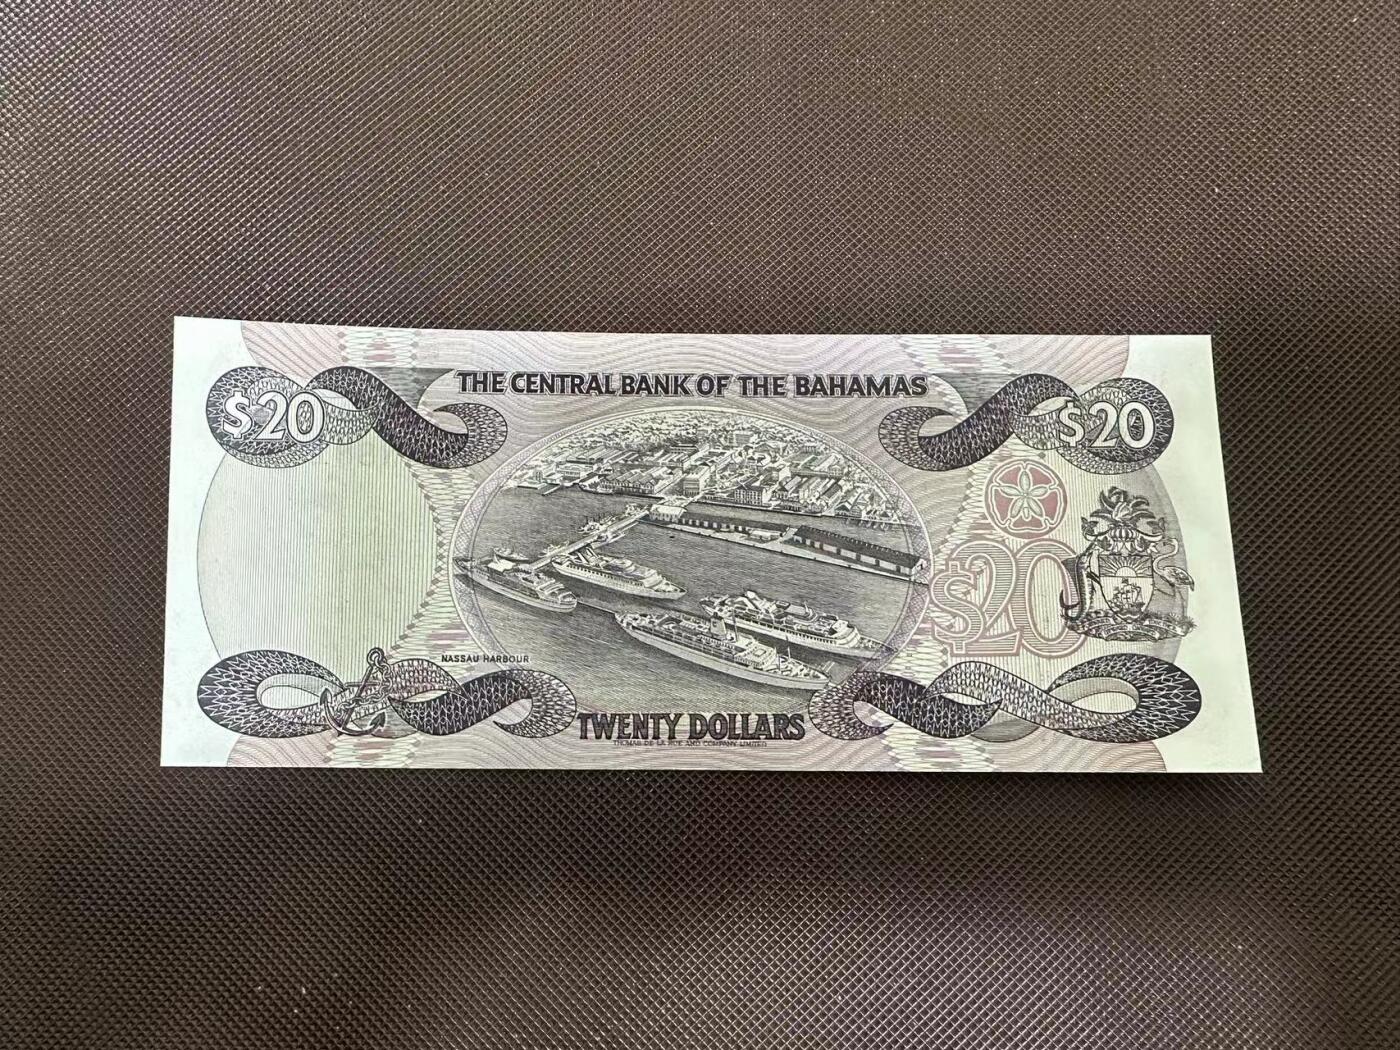 THE CENTRAL BANK OF THE BAHAMAS
$20
$20
$20
NASSAU HARBOUR
TWENTY DOLLARS
THOMAS DE LA RUE AND COMPANY LIMITED